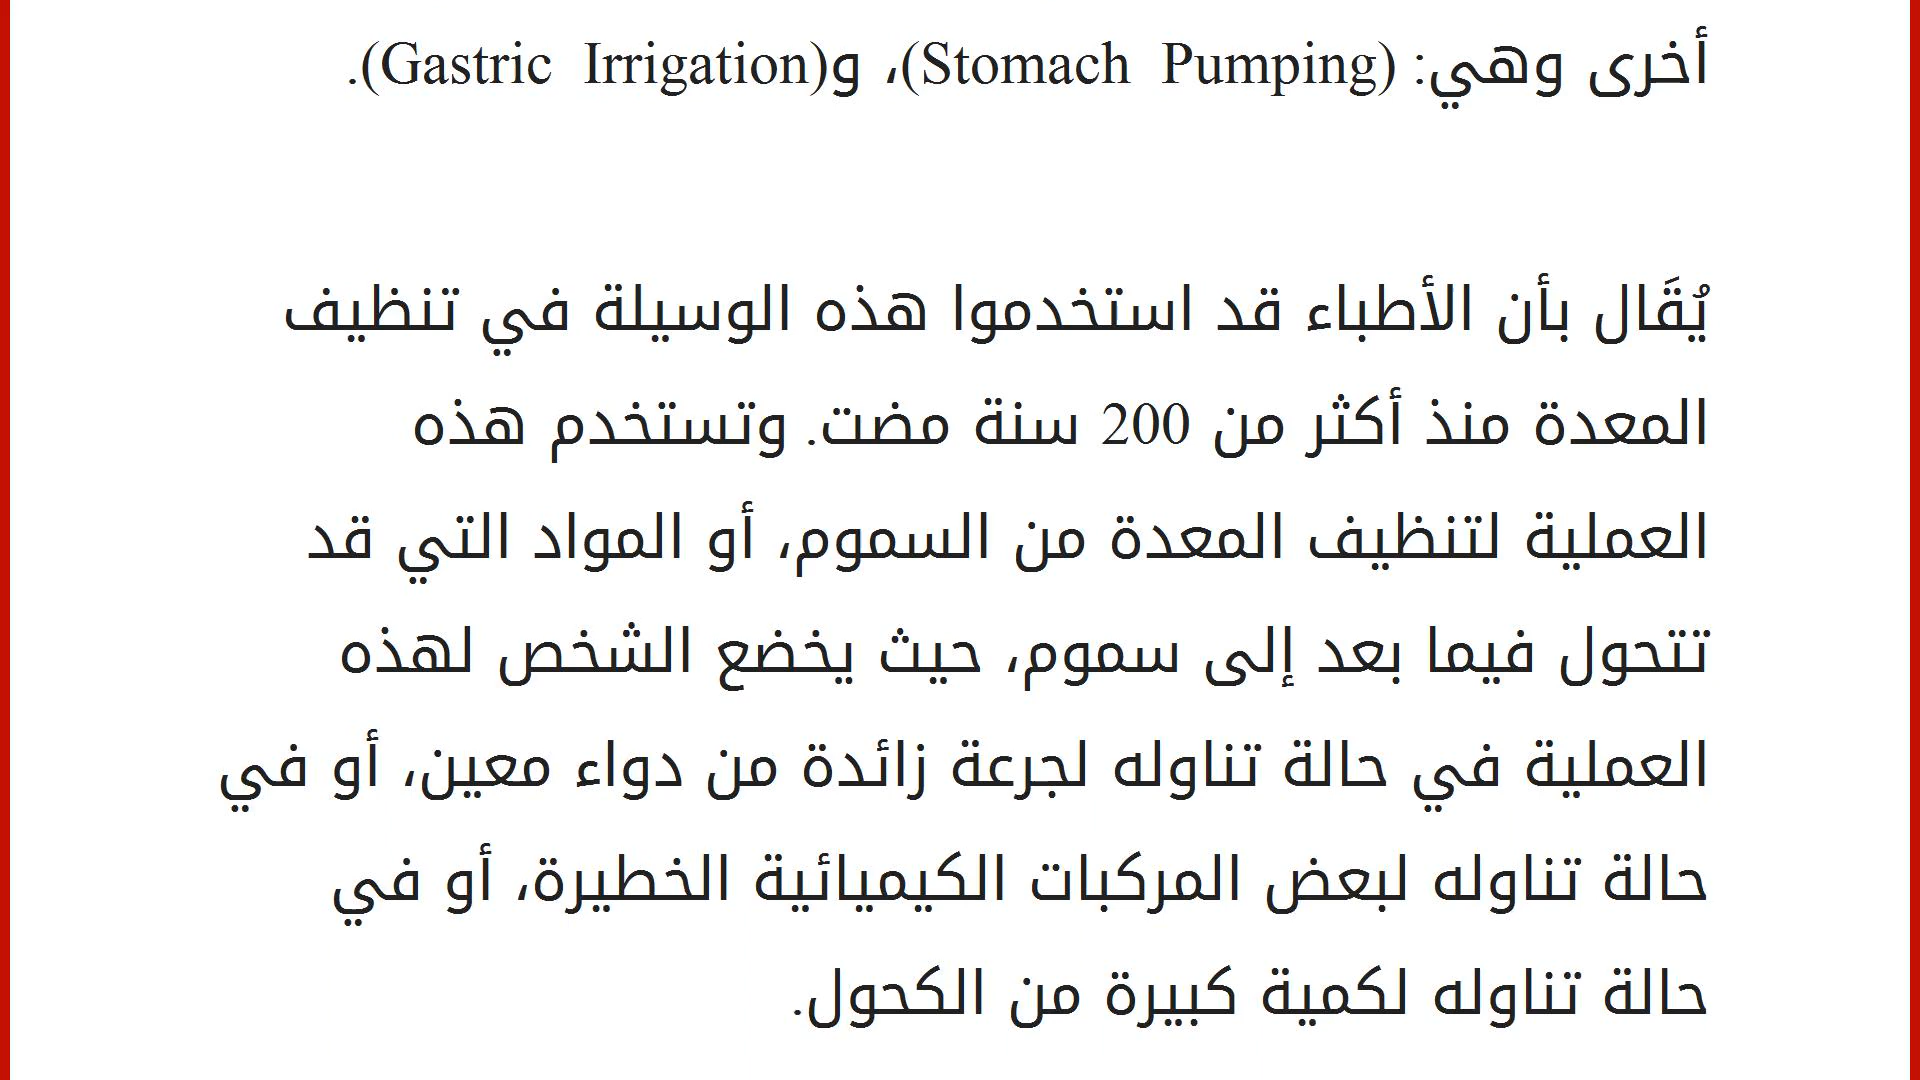 أخرى وهي: (Stomach Pumping)، و(Gastric Irrigation).
يُقَال بأن الأطباء قد استخدموا هذه الوسيلة في تنظيف
المعدة منذ أكثر من 200 سنة مضت. وتستخدم هذه
العملية لتنظيف المعدة من السموم، أو المواد التي قد
تتحول فيما بعد إلى سموم، حيث يخضع الشخص لهذه
العملية في حالة تناوله لجرعة زائدة من دواء معين، أو في
حالة تناوله لبعض المركبات الكيميائية الخطيرة، أو في
حالة تناوله لكمية كبيرة من الكحول.